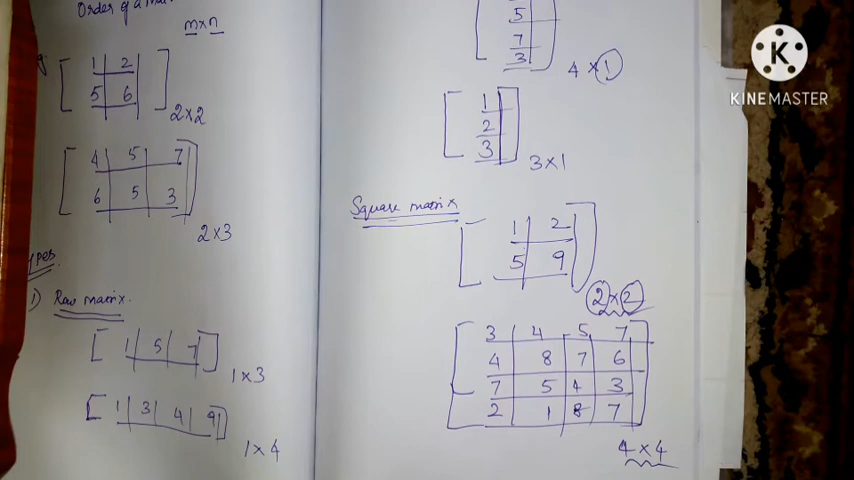 Order of a
m×n
1 2
5 6
2×2
4 5 7
6 5 3
2×3
ypes.
1) Row matrix.
1 5 7
1×3
1 3 4 9
1×4
5
7
3
4×1
1
2
3
3×1
Square matrix
1 2
5 9
2×2
3 4 5 7
4 8 7 6
7 5 4 3
2 1 8 7
4×4
KINEMASTER